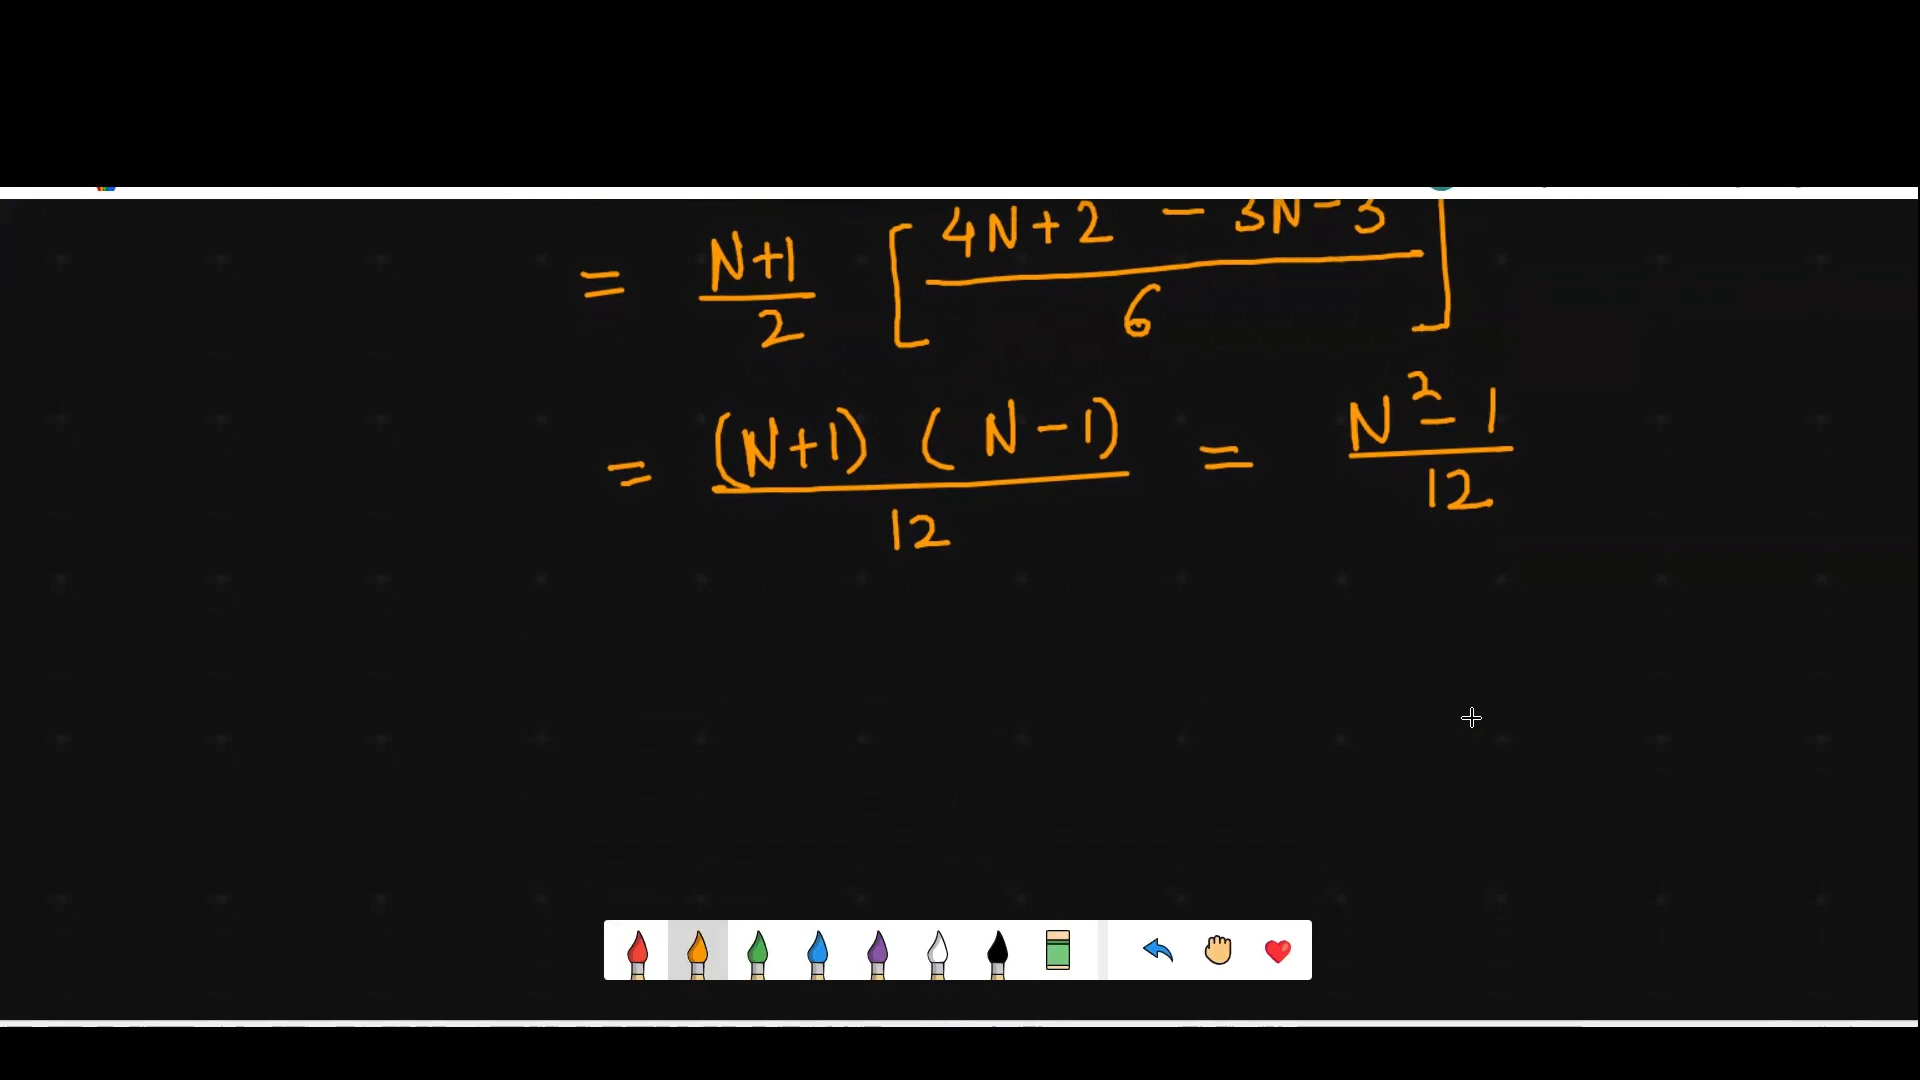 = N+1/2 [4N+2 - 3N-3/6]
= (N+1) (N-1)/12 = N²-1/12